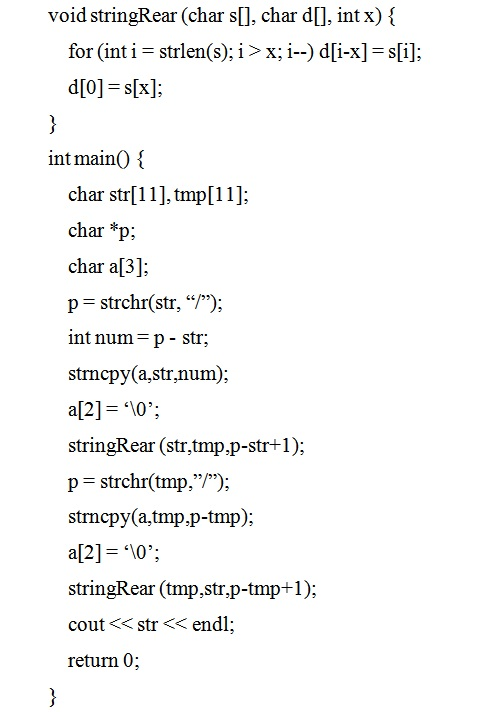 void stringRear (char s[], char d[], int x) {
for (int i = strlen(s); i > x; i--) d[i-x] = s[i];
d[0] = s[x];
}
int main() {
char str[11], tmp[11];
char *p;
char a[3];
p = strchr(str, “/”);
int num = p - str;
strncpy(a,str,num);
a[2] = ‘\0’;
stringRear (str,tmp,p-str+1);
p = strchr(tmp,”/”);
strncpy(a,tmp,p-tmp);
a[2] = ‘\0’;
stringRear (tmp,str,p-tmp+1);
cout << str << endl;
return 0;
}